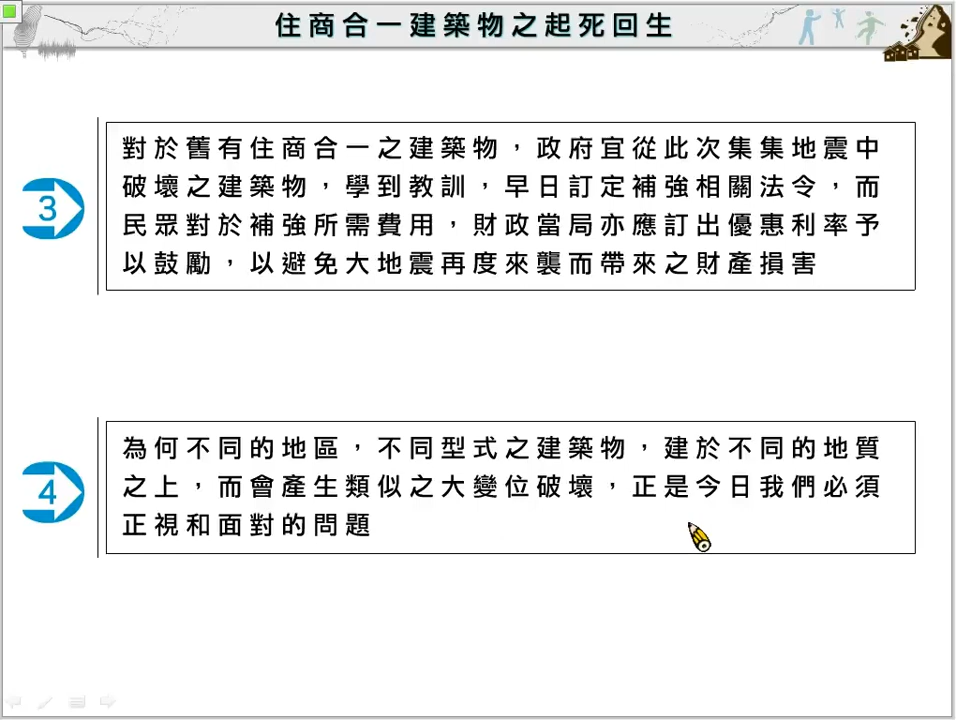 住商合一建築物之起死回生
3
對於舊有住商合一之建築物，政府宜從此次集集地震中
破壞之建築物，學到教訓，早日訂定補強相關法令，而
民眾對於補強所需費用，財政當局亦應訂出優惠利率予
以鼓勵，以避免大地震再度來襲而帶來之財產損害
4
為何不同的地區，不同型式之建築物，建於不同的地質
之上，而會產生類似之大變位破壞，正是今日我們必須
正視和面對的問題